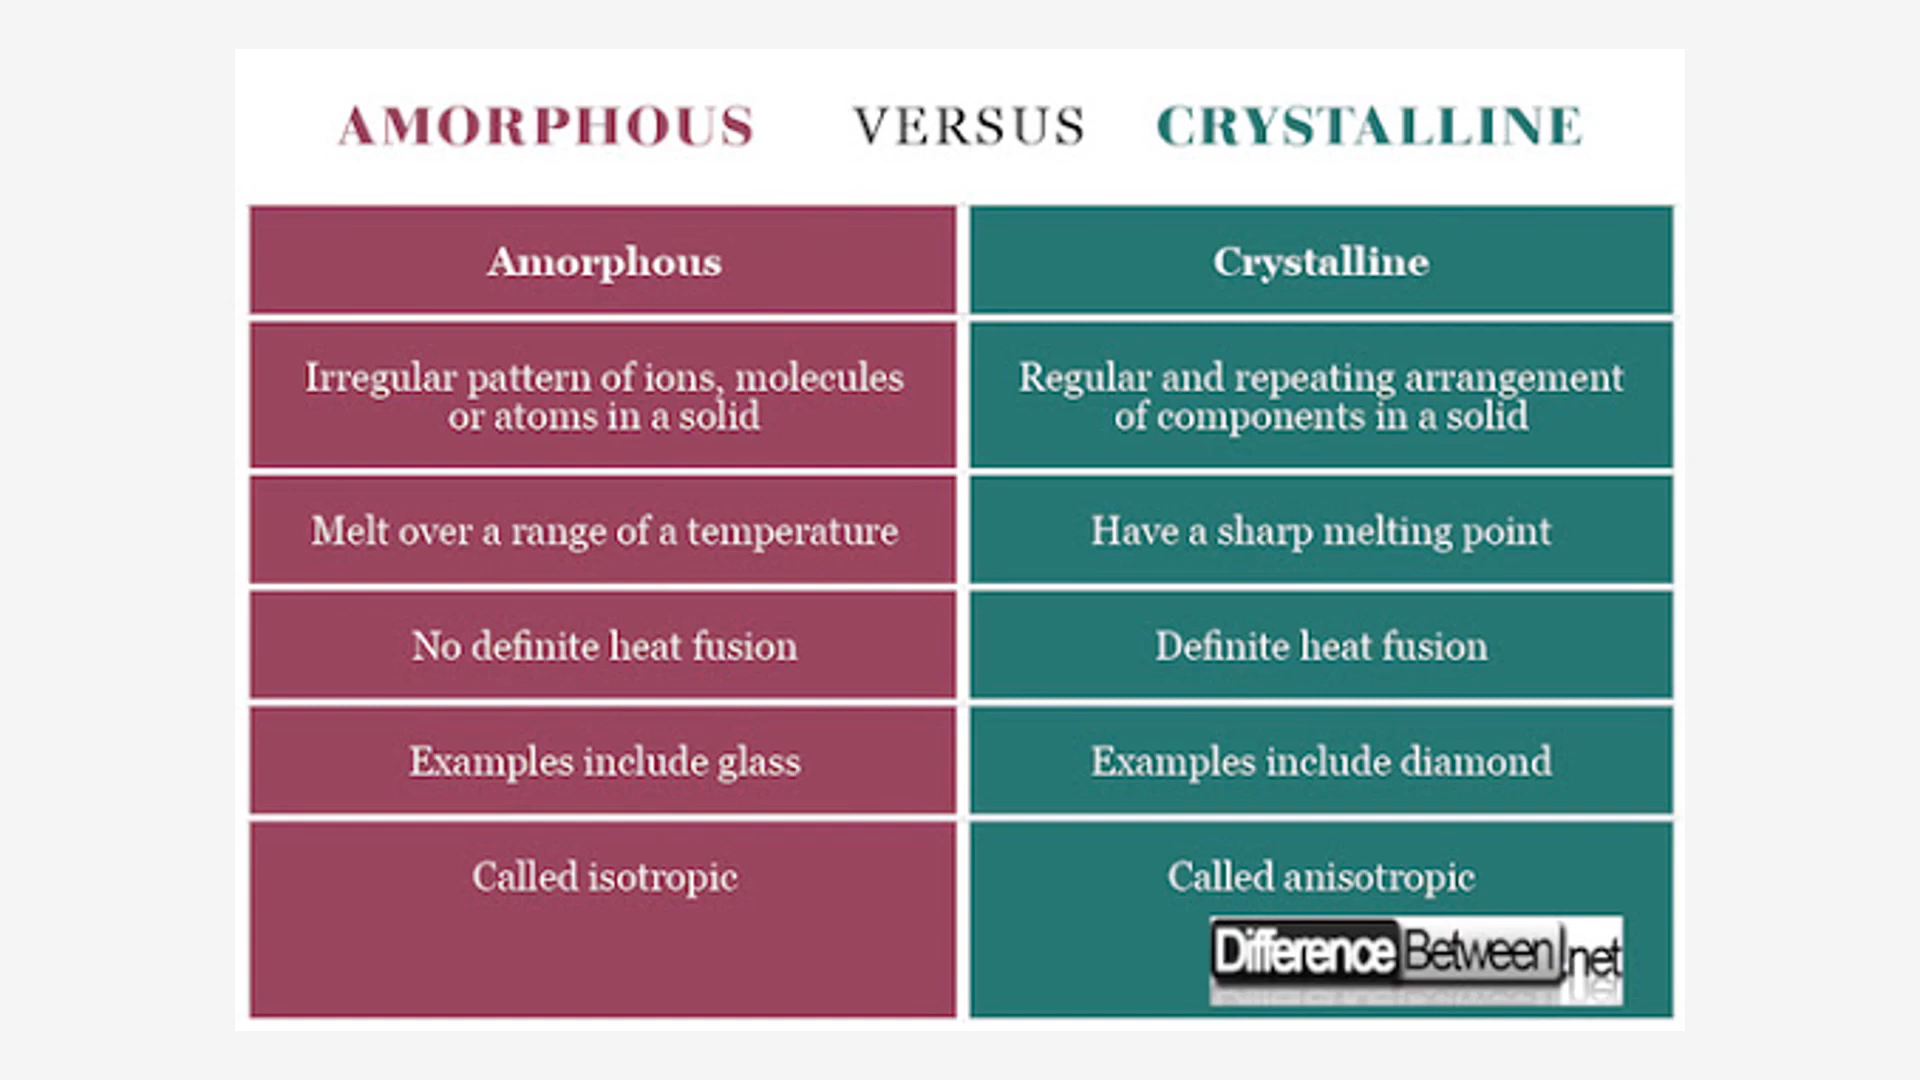 AMORPHOUS VERSUS CRYSTALLINE
Amorphous
Crystalline
Irregular pattern of ions, molecules
or atoms in a solid
Regular and repeating arrangement
of components in a solid
Melt over a range of a temperature
Have a sharp melting point
No definite heat fusion
Definite heat fusion
Examples include glass
Examples include diamond
Called isotropic
Called anisotropic
DifferenceBetween.net